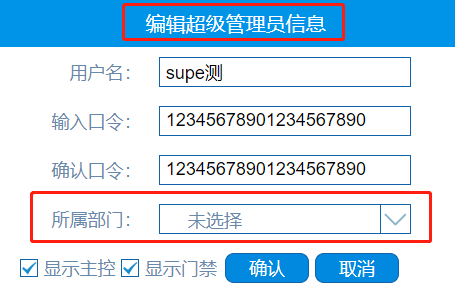 编辑超级管理员信息
用户名： supe测
输入口令： 12345678901234567890
确认口令： 12345678901234567890
所属部门： 未选择
显示主控 显示门禁 确认 取消